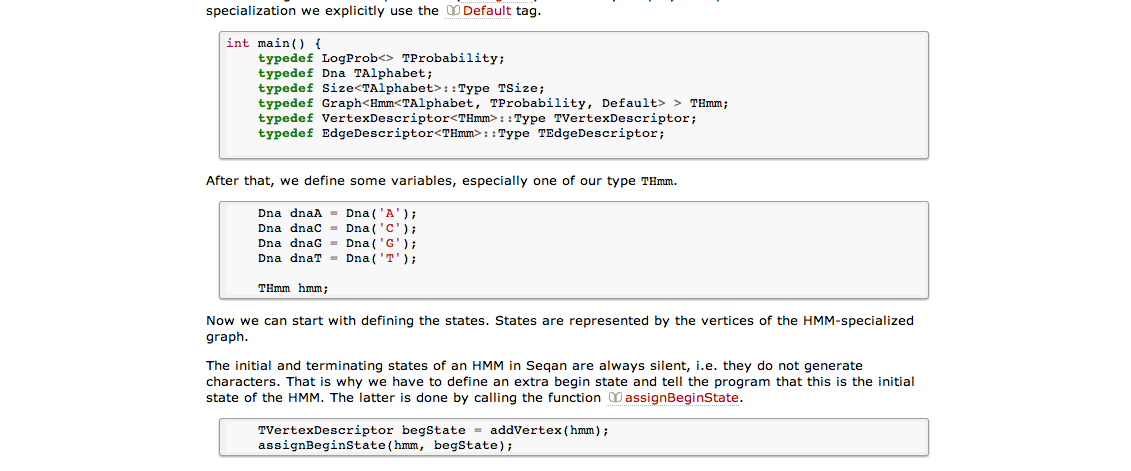 specialization we explicitly use the Default tag.
int main() {
typedef LogProb<> TProbability;
typedef Dna TAlphabet;
typedef Size<TAlphabet>::Type TSize;
typedef Graph<Hmm<TAlphabet, TProbability, Default> > THmm;
typedef VertexDescriptor<THmm>::Type TVertexDescriptor;
typedef EdgeDescriptor<THmm>::Type TEdgeDescriptor;
After that, we define some variables, especially one of our type THmm.
Dna dnaA = Dna('A');
Dna dnaC = Dna('C');
Dna dnaG = Dna('G');
Dna dnaT = Dna('T');
THmm hmm;
Now we can start with defining the states. States are represented by the vertices of the HMM-specialized
graph.
The initial and terminating states of an HMM in Seqan are always silent, i.e. they do not generate
characters. That is why we have to define an extra begin state and tell the program that this is the initial
state of the HMM. The latter is done by calling the function assignBeginState.
TVertexDescriptor begState = addVertex(hmm);
assignBeginState(hmm, begState);